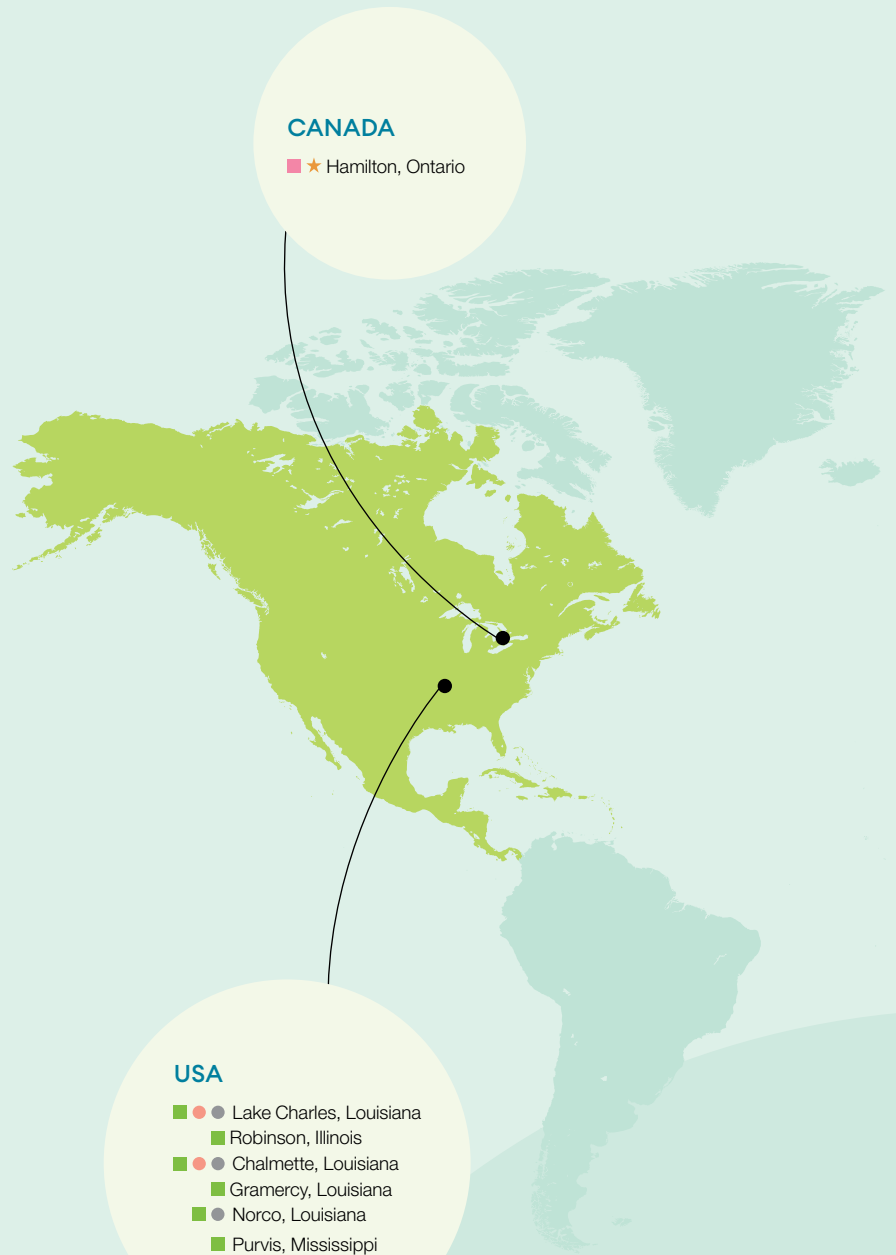 CANADA
Hamilton, Ontario
USA
Lake Charles, Louisiana
Robinson, Illinois
Chalmette, Louisiana
Gramercy, Louisiana
Norco, Louisiana
Purvis, Mississippi